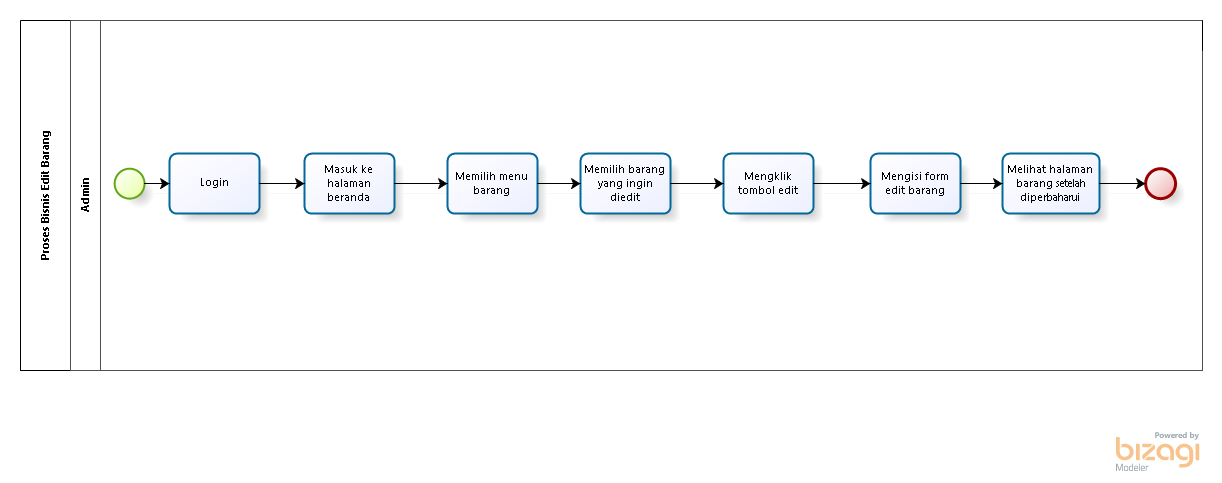 Proses Bisnis Edit Barang
Admin
Login
Masuk ke
halaman
beranda
Memilih menu
barang
Memilih barang
yang ingin
diedit
Mengklik
tombol edit
Mengisi form
edit barang
Melihat halaman
barang setelah
diperbaharui
Powered by
bizagi
Modeler